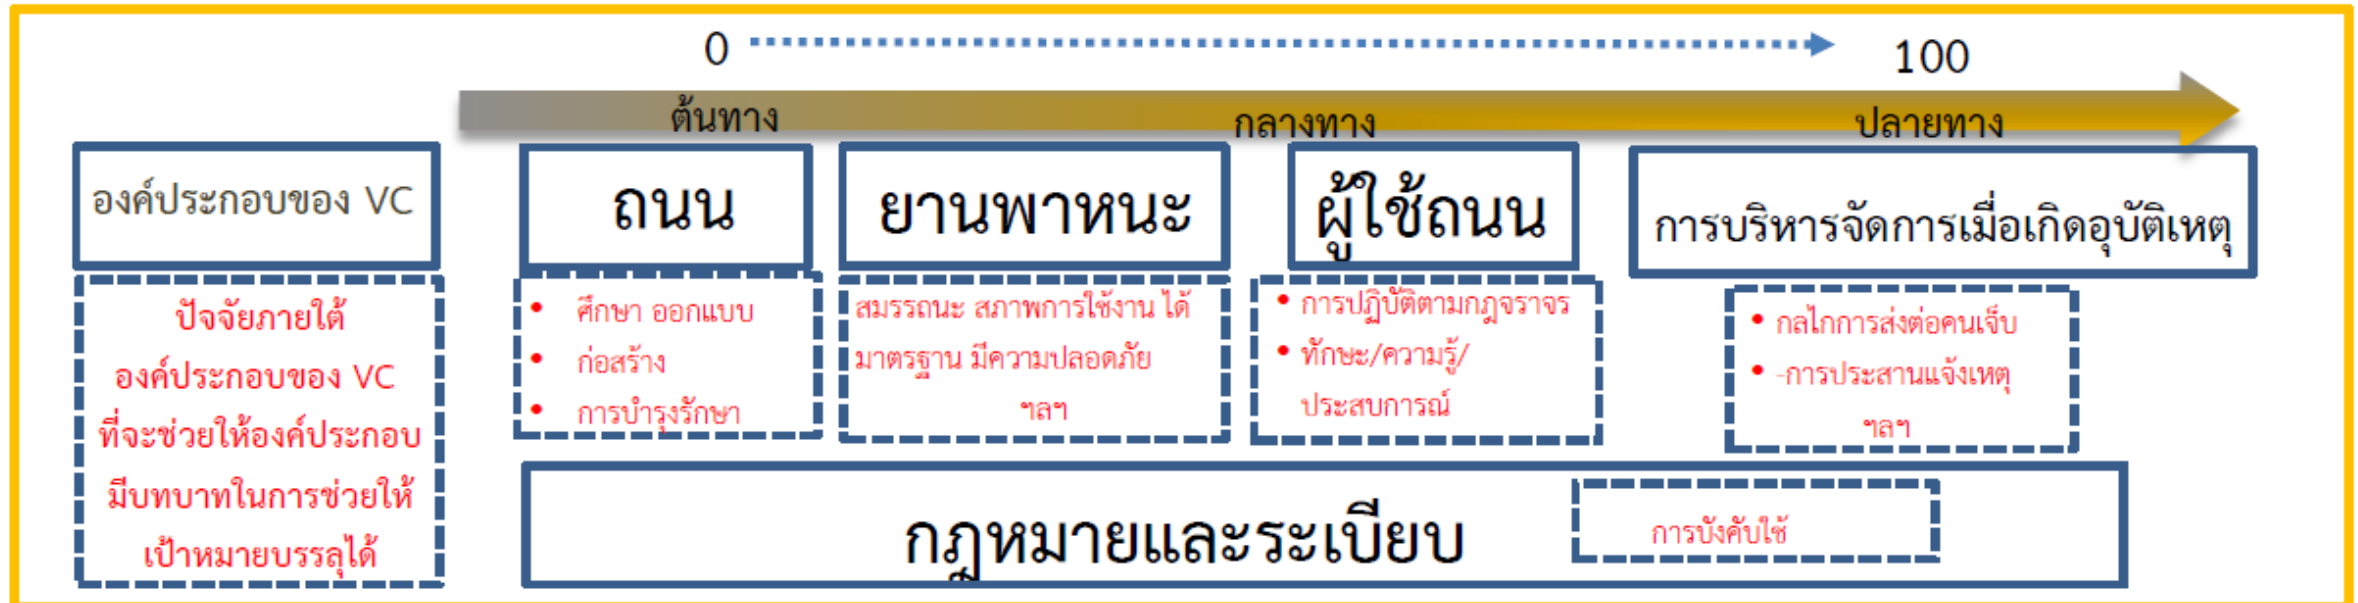 0
100
ต้นทาง
กลางทาง
ปลายทาง
องค์ประกอบของ VC
ถนน
ยานพาหนะ
ผู้ใช้ถนน
การบริหารจัดการเมื่อเกิดอุบัติเหตุ
ปัจจัยภายใต้
องค์ประกอบของ VC
ที่จะช่วยให้องค์ประกอบ
มีบทบาทในการช่วยให้
เป้าหมายบรรลุได้
• ศึกษา ออกแบบ
• ก่อสร้าง
• การบำรุงรักษา
สมรรถนะ สภาพการใช้งาน ได้
มาตรฐาน มีความปลอดภัย
ฯลฯ
• การปฏิบัติตามกฎจราจร
• ทักษะ/ความรู้/
ประสบการณ์
• กลไกการส่งต่อคนเจ็บ
• -การประสานแจ้งเหตุ
ฯลฯ
กฎหมายและระเบียบ
การบังคับใช้